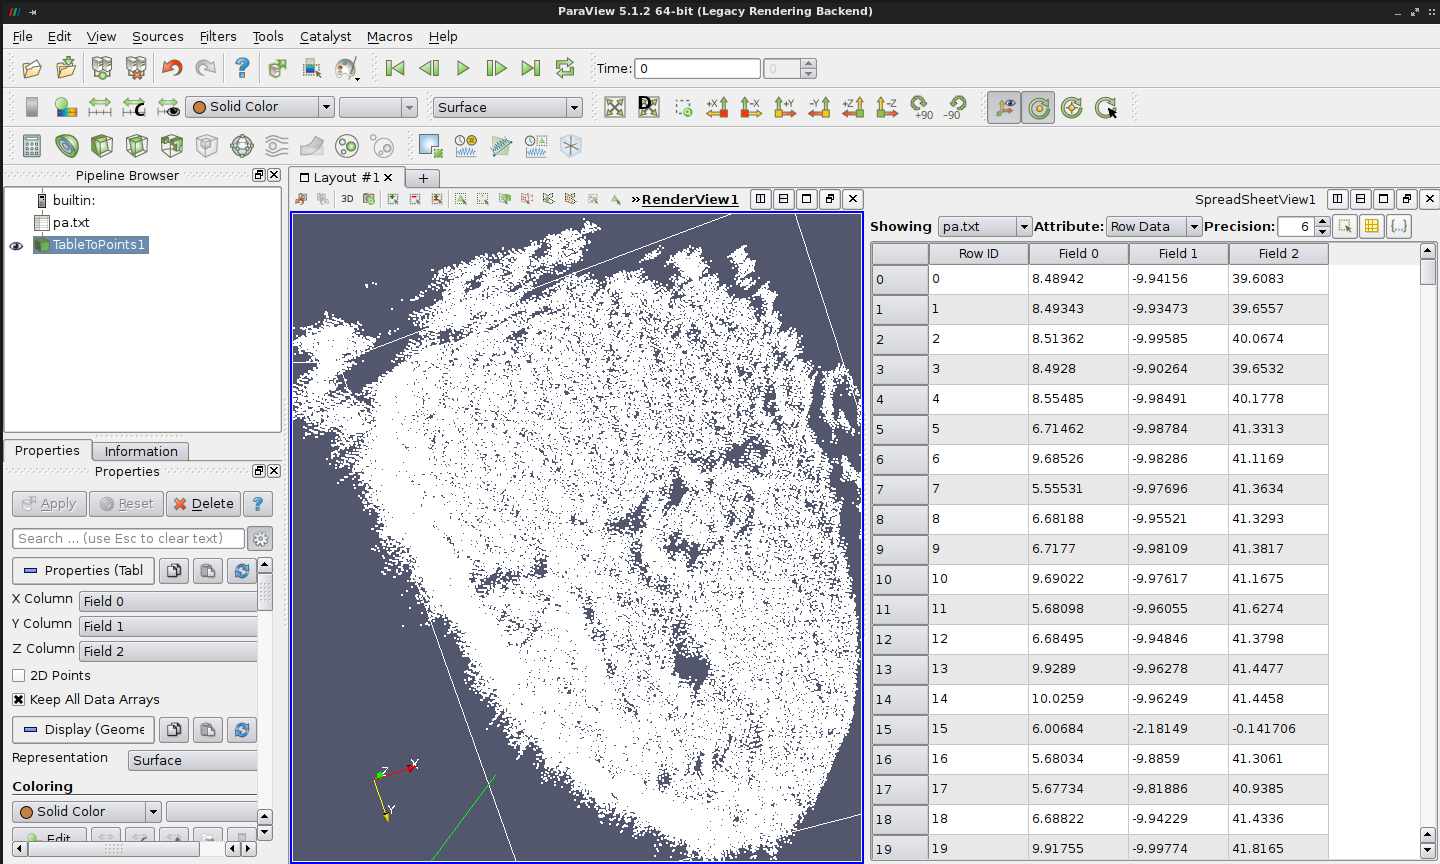 ParaView 5.1.2 64-bit (Legacy Rendering Backend)
File Edit View Sources Filters Tools Catalyst Macros Help
Time: 0 0
Solid Color Surface +X -X +Y -Y +Z -Z +90 -90
Pipeline Browser
builtin:
pa.txt
TableToPoints1
Properties Information
Properties
Apply Reset Delete ?
Search ... (use Esc to clear text)
Properties (Tabl
X Column Field 0
Y Column Field 1
Z Column Field 2
2D Points
Keep All Data Arrays
Display (Geome
Representation Surface
Coloring
Solid Color
Edit
Layout #1
3D » RenderView1
Z X
Y
SpreadSheetView1
Showing pa.txt Attribute: Row Data Precision: 6 {...}
Row ID Field 0 Field 1 Field 2
0 0 8.48942 -9.94156 39.6083
1 1 8.49343 -9.93473 39.6557
2 2 8.51362 -9.99585 40.0674
3 3 8.4928 -9.90264 39.6532
4 4 8.55485 -9.98491 40.1778
5 5 6.71462 -9.98784 41.3313
6 6 9.68526 -9.98286 41.1169
7 7 5.55531 -9.97696 41.3634
8 8 6.68188 -9.95521 41.3293
9 9 6.7177 -9.98109 41.3817
10 10 9.69022 -9.97617 41.1675
11 11 5.68098 -9.96055 41.6274
12 12 6.68495 -9.94846 41.3798
13 13 9.9289 -9.96278 41.4477
14 14 10.0259 -9.96249 41.4458
15 15 6.00684 -2.18149 -0.141706
16 16 5.68034 -9.8859 41.3061
17 17 5.67734 -9.81886 40.9385
18 18 6.68822 -9.94229 41.4336
19 19 9.91755 -9.99774 41.8165